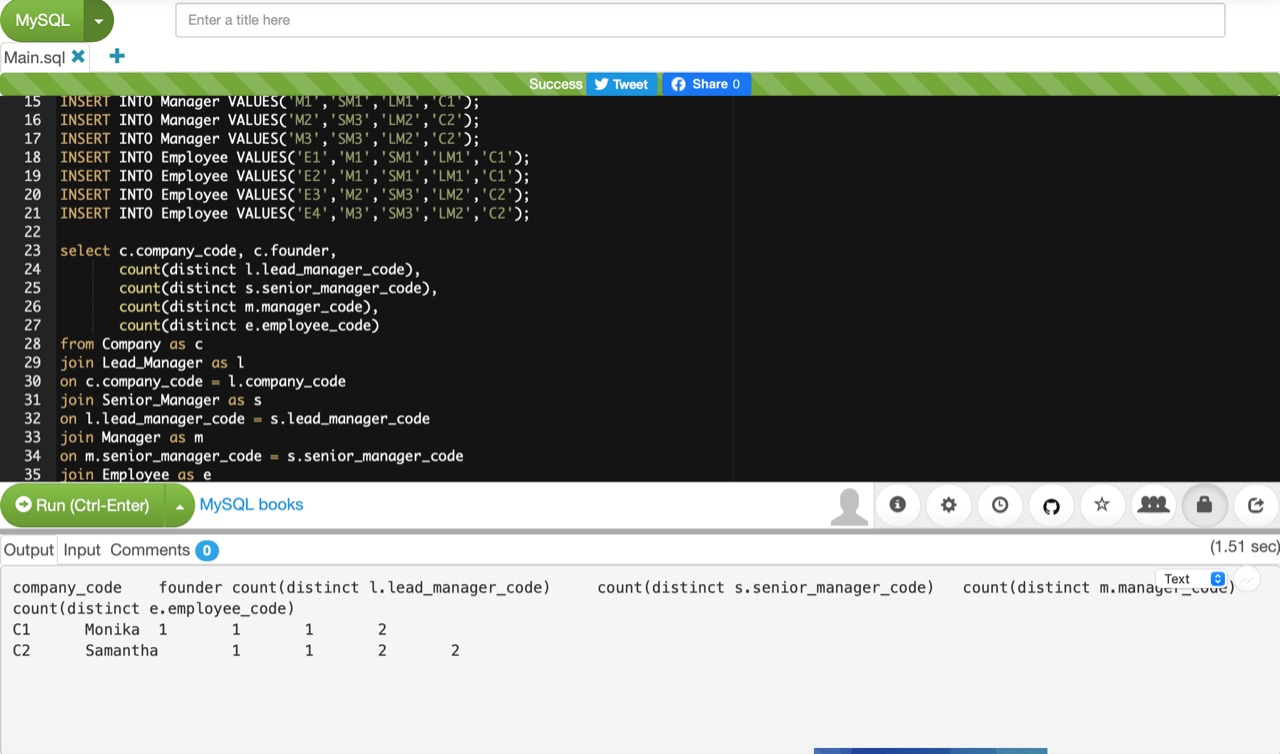 MySQL
Enter a title here
Main.sql
Success Tweet Share 0
15 INSERT INTO Manager VALUES('M1','SM1','LM1','C1');
16 INSERT INTO Manager VALUES('M2','SM3','LM2','C2');
17 INSERT INTO Manager VALUES('M3','SM3','LM2','C2');
18 INSERT INTO Employee VALUES('E1','M1','SM1','LM1','C1');
19 INSERT INTO Employee VALUES('E2','M1','SM1','LM1','C1');
20 INSERT INTO Employee VALUES('E3','M2','SM3','LM2','C2');
21 INSERT INTO Employee VALUES('E4','M3','SM3','LM2','C2');
22
23 select c.company_code, c.founder,
24 count(distinct l.lead_manager_code),
25 count(distinct s.senior_manager_code),
26 count(distinct m.manager_code),
27 count(distinct e.employee_code)
28 from Company as c
29 join Lead_Manager as l
30 on c.company_code = l.company_code
31 join Senior_Manager as s
32 on l.lead_manager_code = s.lead_manager_code
33 join Manager as m
34 on m.senior_manager_code = s.senior_manager_code
35 join Employee as e
Run (Ctrl-Enter) MySQL books
Output Input Comments 0 (1.51 sec)
Text
company_code founder count(distinct l.lead_manager_code) count(distinct s.senior_manager_code) count(distinct m.manager_code)
count(distinct e.employee_code)
C1 Monika 1 1 1 2
C2 Samantha 1 1 2 2